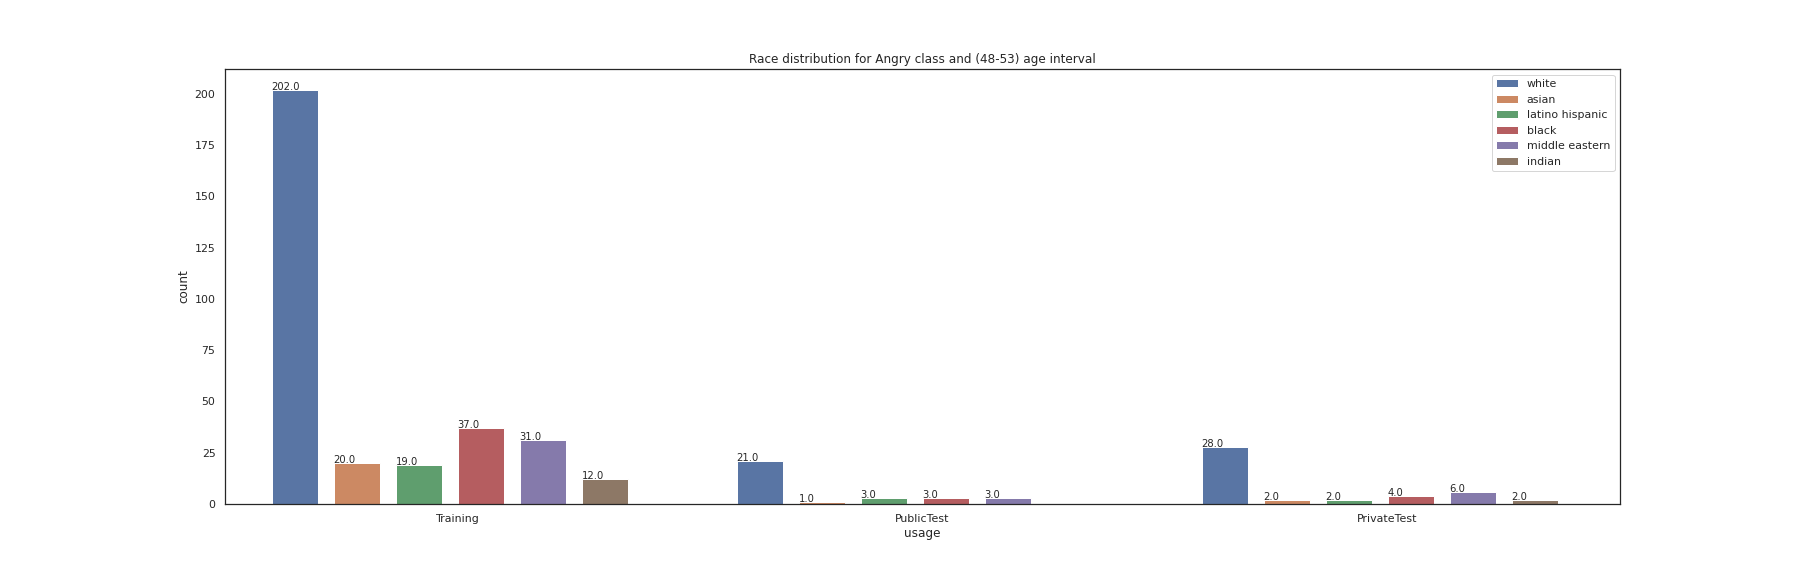 Race distribution for Angry class and (48-53) age interval
white
asian
latino hispanic
black
middle eastern
indian
count
200
175
150
125
100
75
50
25
0
202.0
20.0
19.0
37.0
31.0
12.0
21.0
1.0
3.0
3.0
3.0
28.0
2.0
2.0
4.0
6.0
2.0
Training
PublicTest
PrivateTest
usage